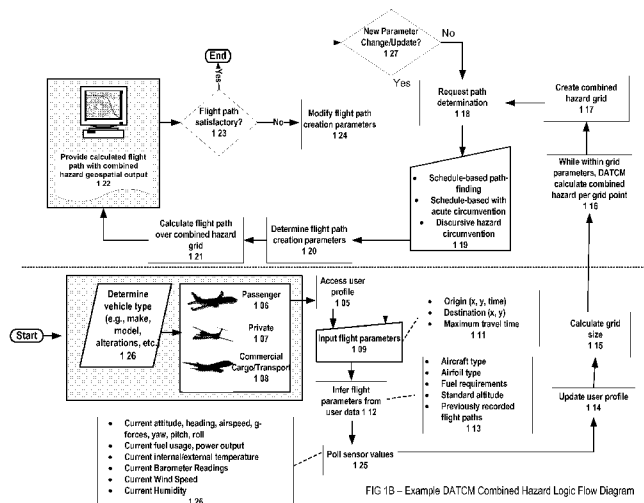 New Parameter
Change/Update?
1 27
No
Yes
End
Yes
Flight path
satisfactory?
1 23
No
Modify flight path
creation parameters
1 24
Request path
determination
1 18
Create combined
hazard grid
1 17
Provide calculated flight
path with combined
hazard geospatial output
1 22
• Schedule-based path-
finding
• Schedule-based with
acute circumvention
• Discursive hazard
circumvention
1 19
While within grid
parameters, DATCM
calculate combined
hazard per grid point
1 16
Calculate flight path
over combined hazard
grid
1 21
Determine flight path
creation parameters
1 20
Start
Determine
vehicle type
(e.g., make,
model,
alterations, etc.
1 26
Passenger
1 06
Private
1 07
Commercial
Cargo/Transport
1 08
Access user
profile
1 05
Input flight parameters
1 09
• Origin (x, y, time)
• Destination (x, y)
• Maximum travel time
1 11
Calculate grid
size
1 15
Infer flight
parameters from
user data 1 12
• Aircraft type
• Airfoil type
• Fuel requirements
• Standard altitude
• Previously recorded
flight paths
1 13
Update user profile
1 14
Poll sensor values
1 25
• Current attitude, heading, airspeed, g-
forces, yaw, pitch, roll
• Current fuel usage, power output
• Current internal/external temperature
• Current Barometer Readings
• Current Wind Speed
• Current Humidity
1 26
FIG 1B – Example DATCM Combined Hazard Logic Flow Diagram